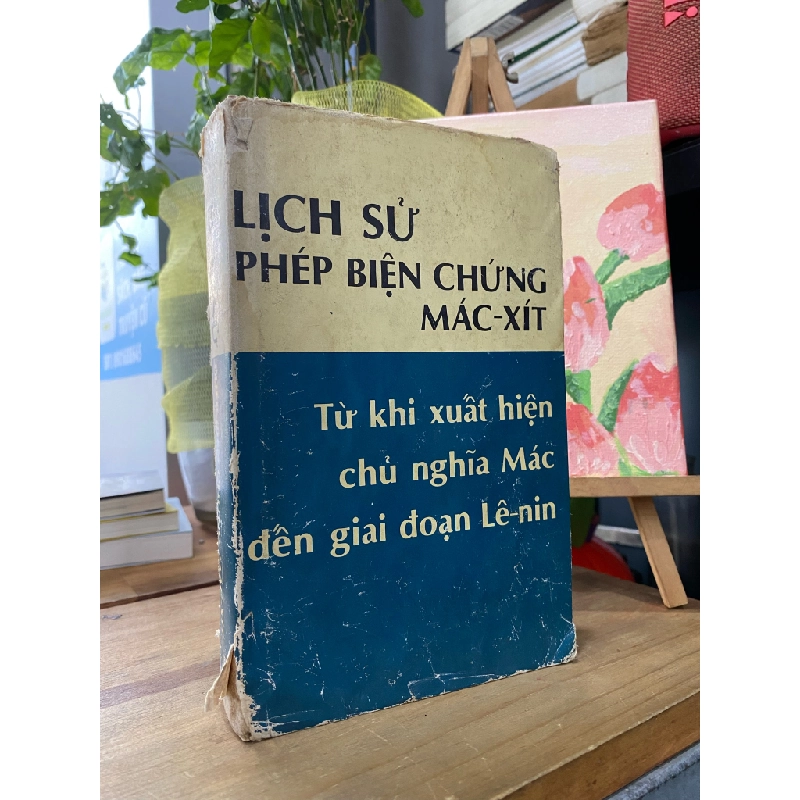 LỊCH SỬ
PHÉP BIỆN CHỨNG
MÁC-XÍT
Từ khi xuất hiện
chủ nghĩa Mác
đến giai đoạn Lê-nin